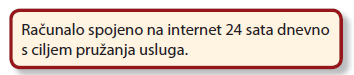 Računalo spojeno na internet 24 sata dnevno
s ciljem pružanja usluga.